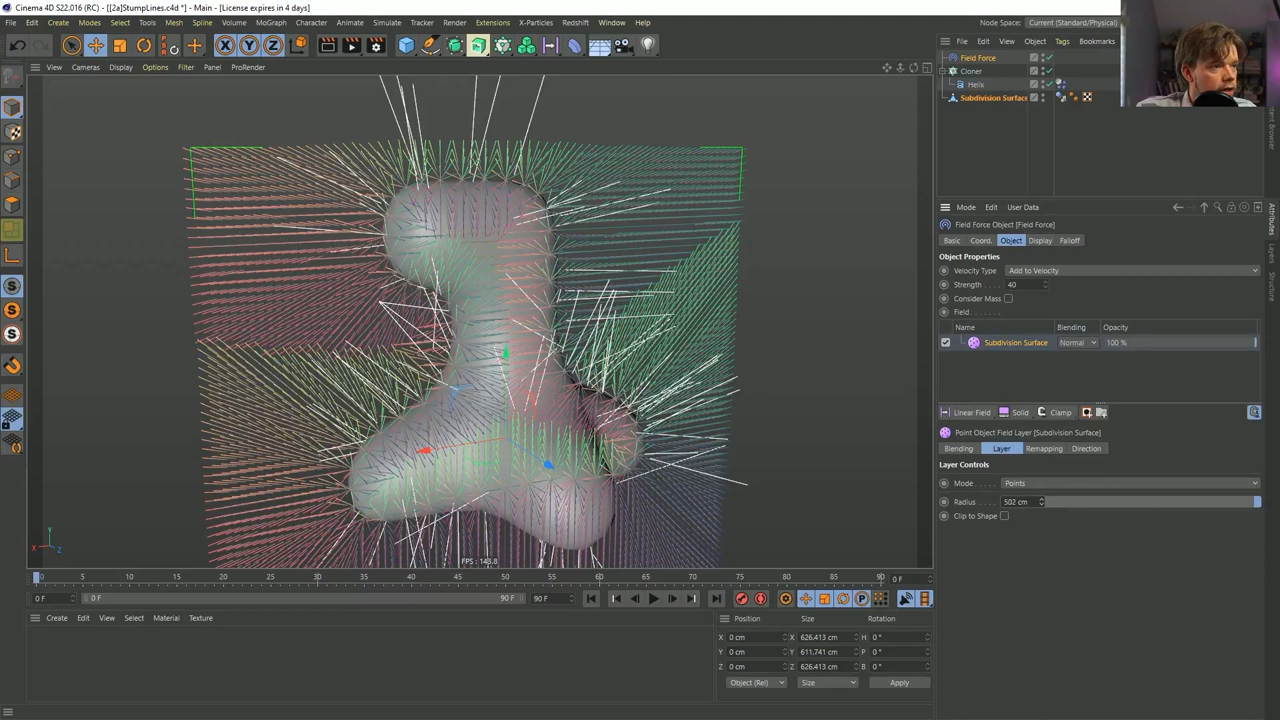 Cinema 4D S22.016 (RC) - [[2a]StumpLines.c4d *] - Main - [License expires in 4 days]
File Edit Create Modes Select Tools Mesh Spline Volume MoGraph Character Animate Simulate Tracker Render Extensions X-Particles Redshift Window Help
Node Space: Current (Standard/Physical)
File Edit View Object Tags Bookmarks
Field Force
Cloner
Helix
Subdivision Surface
View Cameras Display Options Filter Panel ProRender
Content Browser
Mode Edit User Data
Field Force Object [Field Force]
Basic Coord. Object Display Falloff
Object Properties
Velocity Type Add to Velocity
Strength 40
Consider Mass
Field
Name Blending Opacity
Subdivision Surface Normal 100 %
Linear Field Solid Clamp
Point Object Field Layer [Subdivision Surface]
Blending Layer Remapping Direction
Layer Controls
Mode Points
Radius 502 cm
Clip to Shape
Attributes
Layers
Structure
Y
X
Z
FPS : 143.8
0 5 10 15 20 25 30 35 40 45 50 55 60 65 70 75 80 85 90 0 F
0 F 0 F 90 F 90 F
Create Edit View Select Material Texture
Position Size Rotation
X 0 cm X 626.413 cm H 0 °
Y 0 cm Y 611.741 cm P 0 °
Z 0 cm Z 626.413 cm B 0 °
Object (Rel) Size Apply